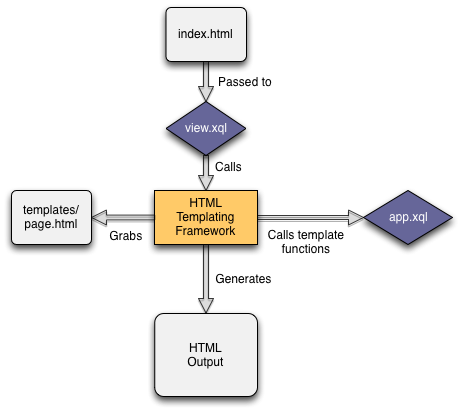 index.html
Passed to
view.xql
Calls
templates/
page.html
HTML
Templating
Framework
app.xql
Grabs
Calls template
functions
Generates
HTML
Output